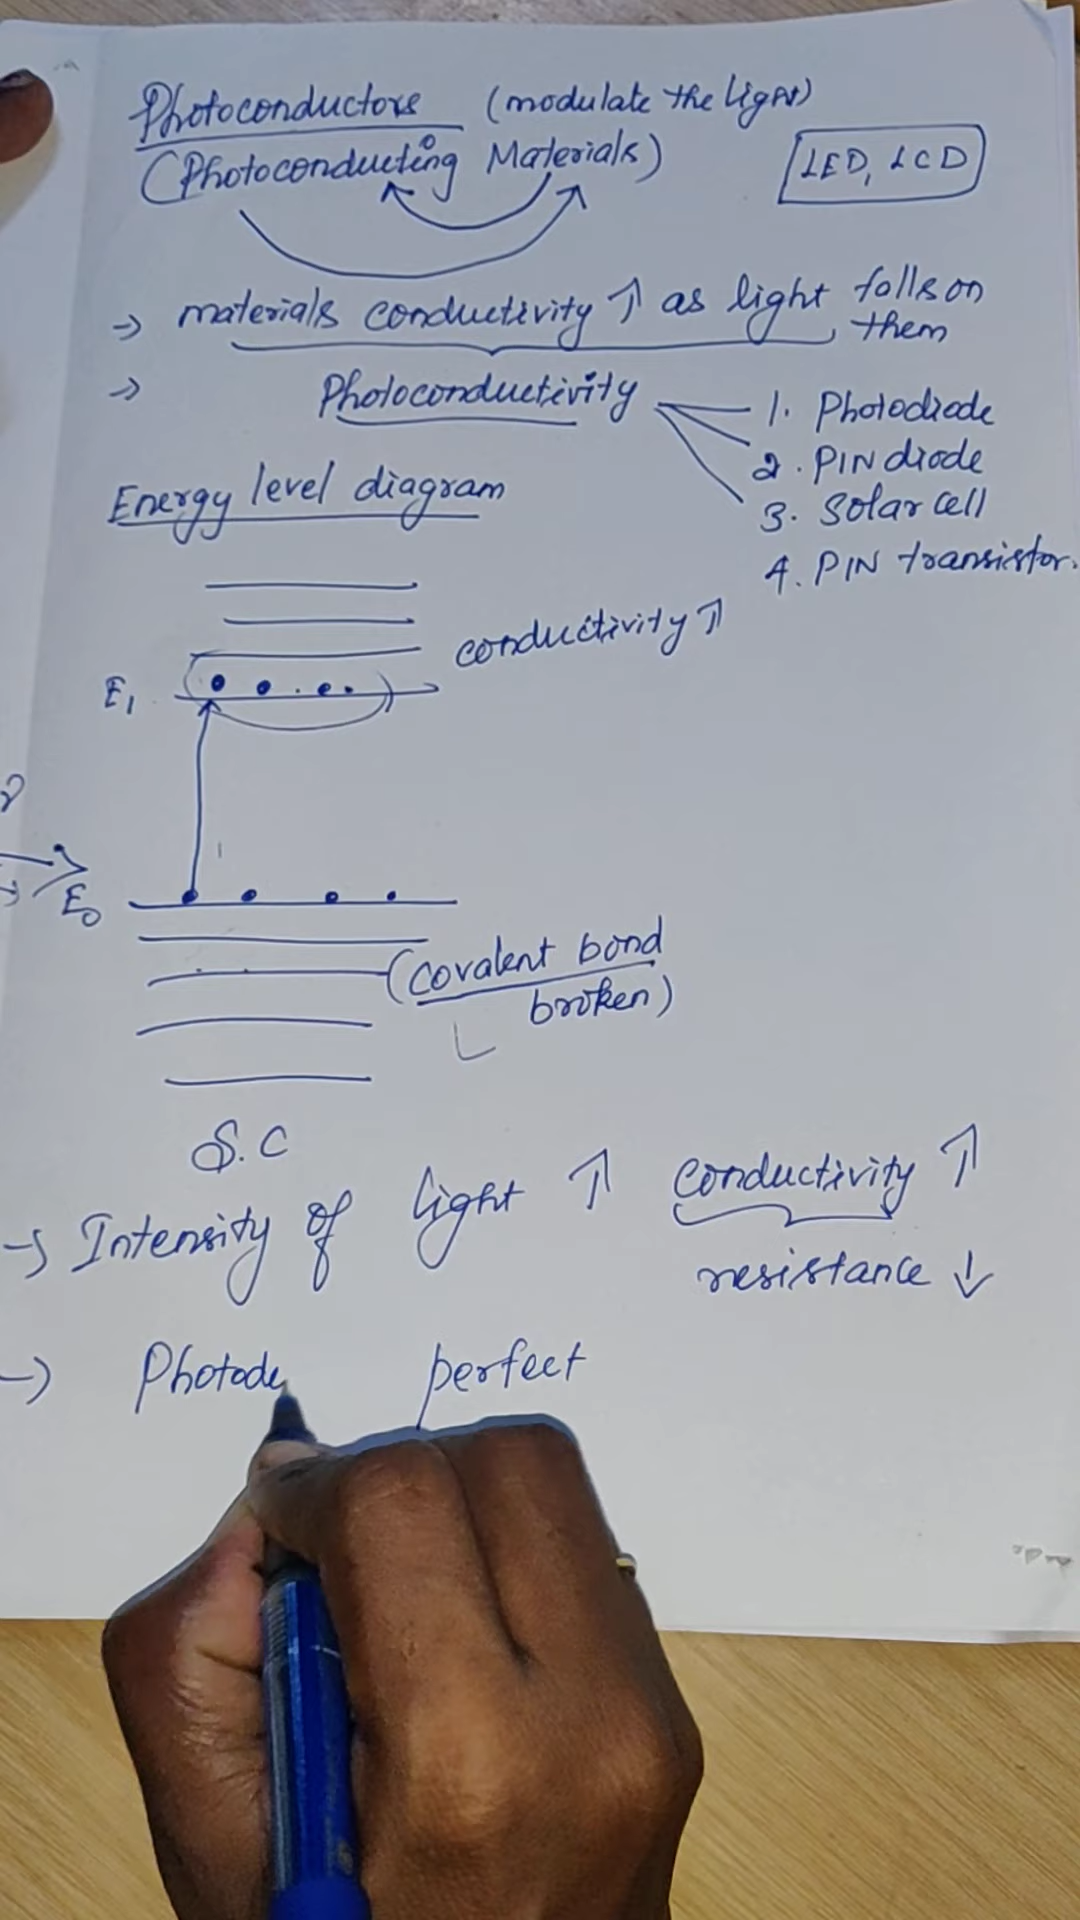 Photoconductors (modulate the light)
(Photoconducting Materials)
LED, LCD
→ materials conductivity ↑ as light falls on
them
→ Photoconductivity
1. Photodiode
2. PIN diode
3. Solar cell
4. PIN transistor.
Energy level diagram
conductivity ↑
E1
E0
(covalent bond
broken)
S.C
→ Intensity of light ↑ conductivity ↑
resistance ↓
→ Photode perfect